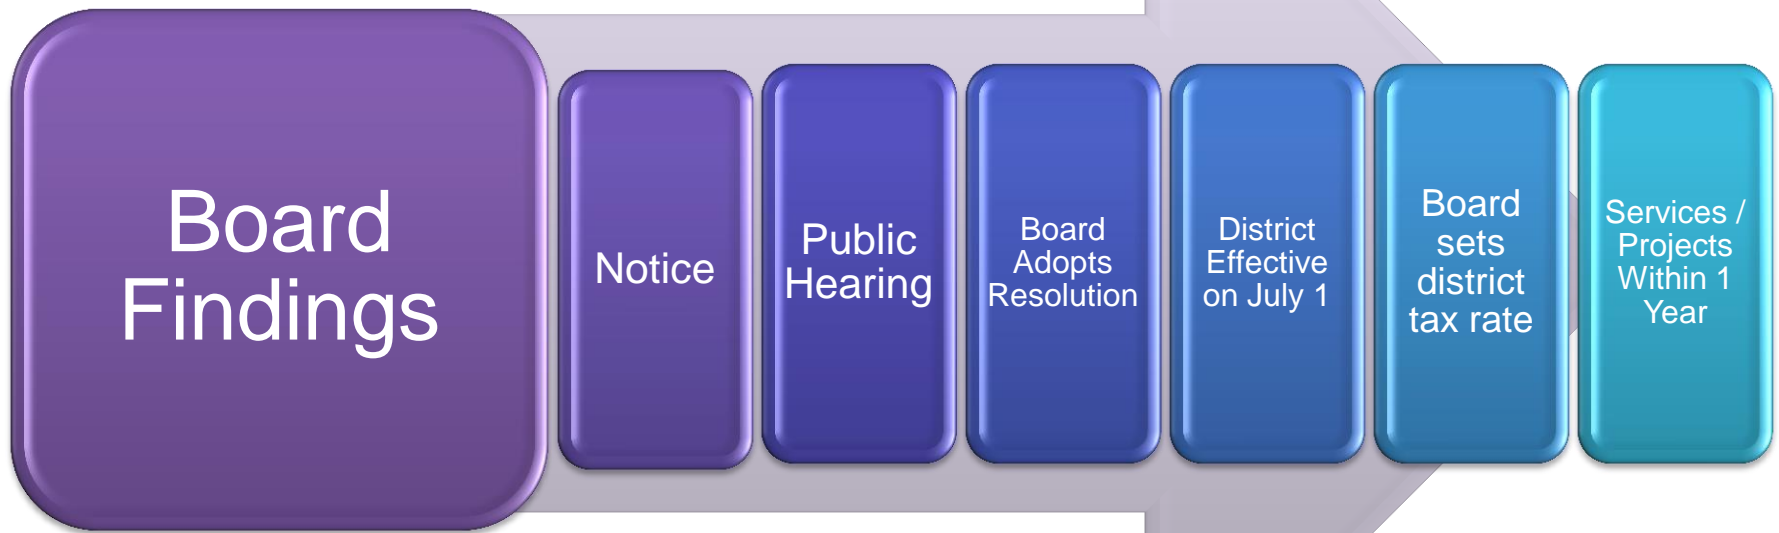 Board
Findings
Notice
Public
Hearing
Board
Adopts
Resolution
District
Effective
on July 1
Board
sets
district
tax rate
Services /
Projects
Within 1
Year